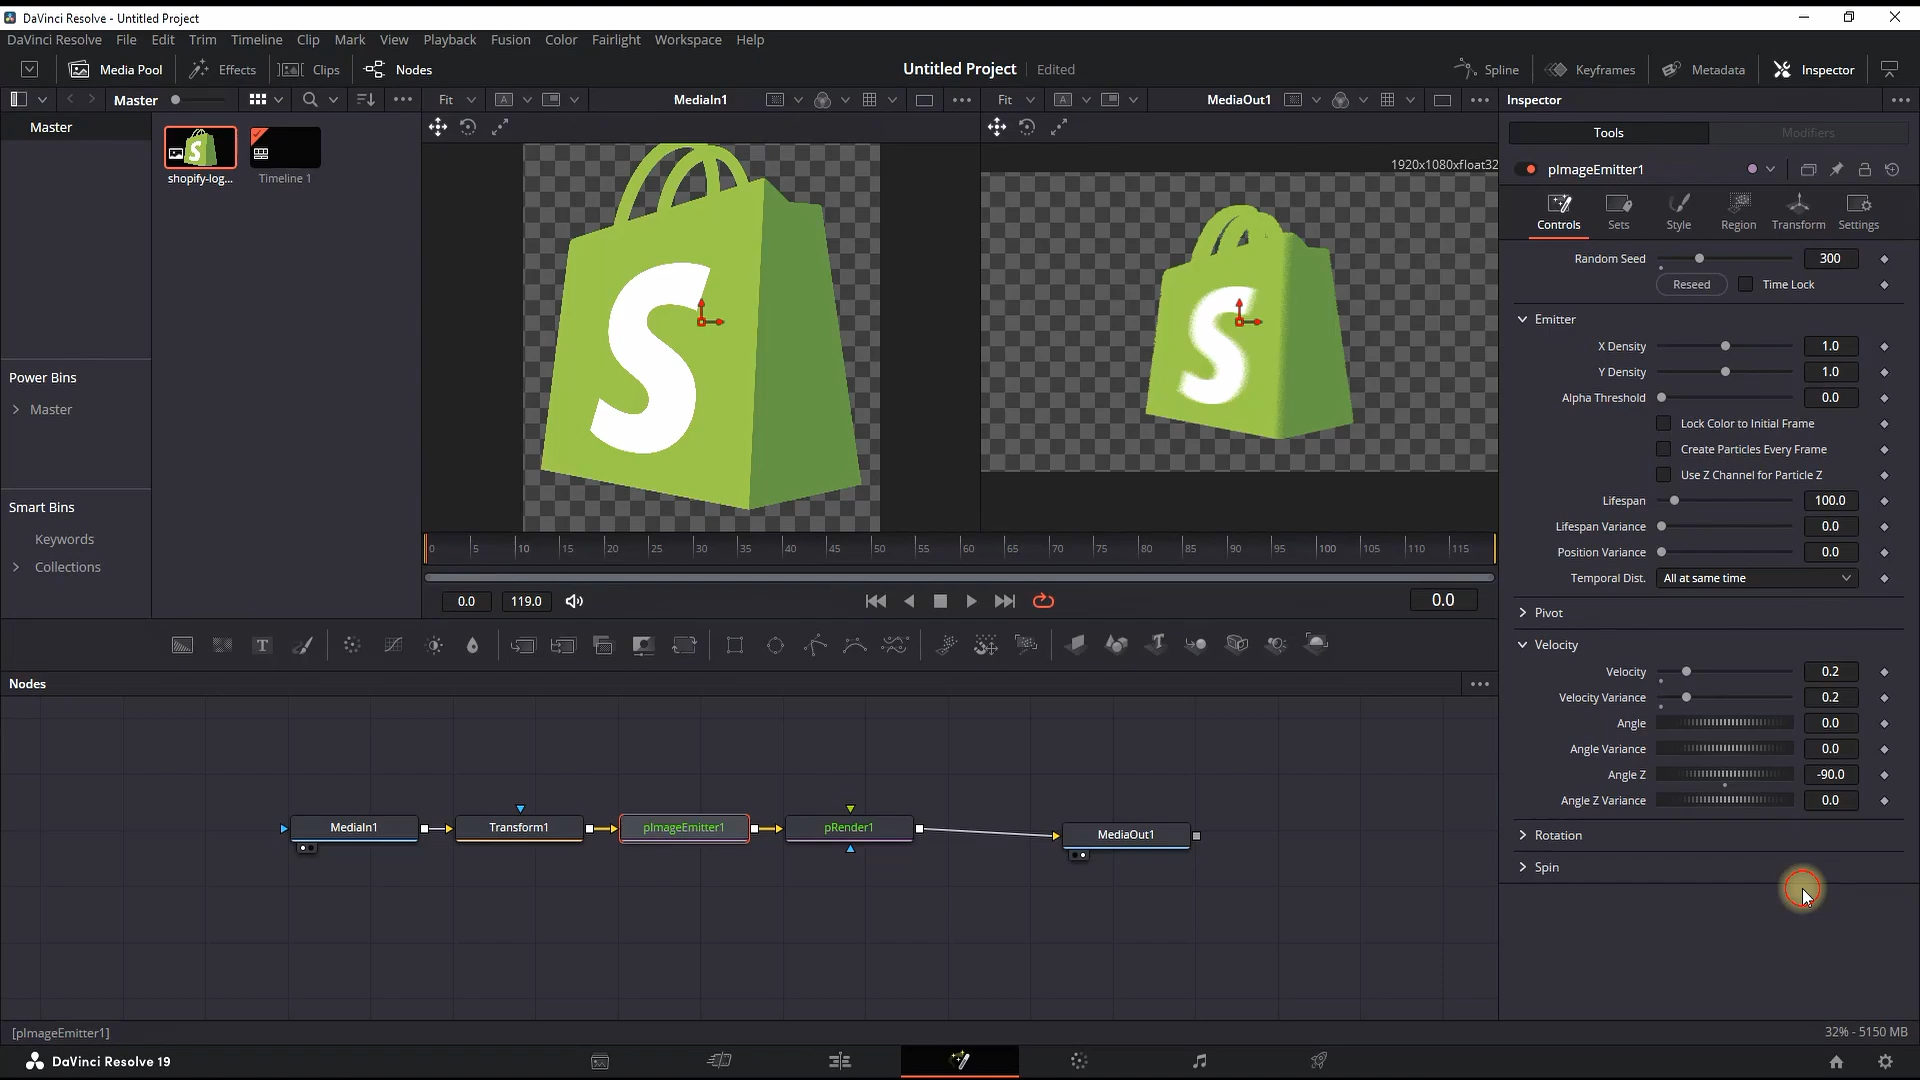 DaVinci Resolve - Untitled Project
DaVinci Resolve File Edit Trim Timeline Clip Mark View Playback Fusion Color Fairlight Workspace Help
Media Pool Effects Clips Nodes Untitled Project Edited Spline Keyframes Metadata Inspector
Master Fit MediaIn1 Fit MediaOut1 Inspector
Master
Tools Modifiers
1920x1080xfloat32
pImageEmitter1
shopify-log... Timeline 1
Controls Sets Style Region Transform Settings
Random Seed 300
Reseed Time Lock
Emitter
X Density 1.0
Y Density 1.0
Alpha Threshold 0.0
Lock Color to Initial Frame
Create Particles Every Frame
Use Z Channel for Particle Z
Lifespan 100.0
Lifespan Variance 0.0
Position Variance 0.0
Temporal Dist. All at same time
Pivot
Velocity
Velocity 0.2
Velocity Variance 0.2
Angle 0.0
Angle Variance 0.0
Angle Z -90.0
Angle Z Variance 0.0
Rotation
Spin
S
S
Power Bins
Master
Smart Bins
Keywords
Collections
0 5 10 15 20 25 30 35 40 45 50 55 60 65 70 75 80 85 90 95 100 105 110 115
0.0 119.0 0.0
Nodes
MediaIn1 Transform1 pImageEmitter1 pRender1 MediaOut1
[pImageEmitter1] 32% - 5150 MB
DaVinci Resolve 19